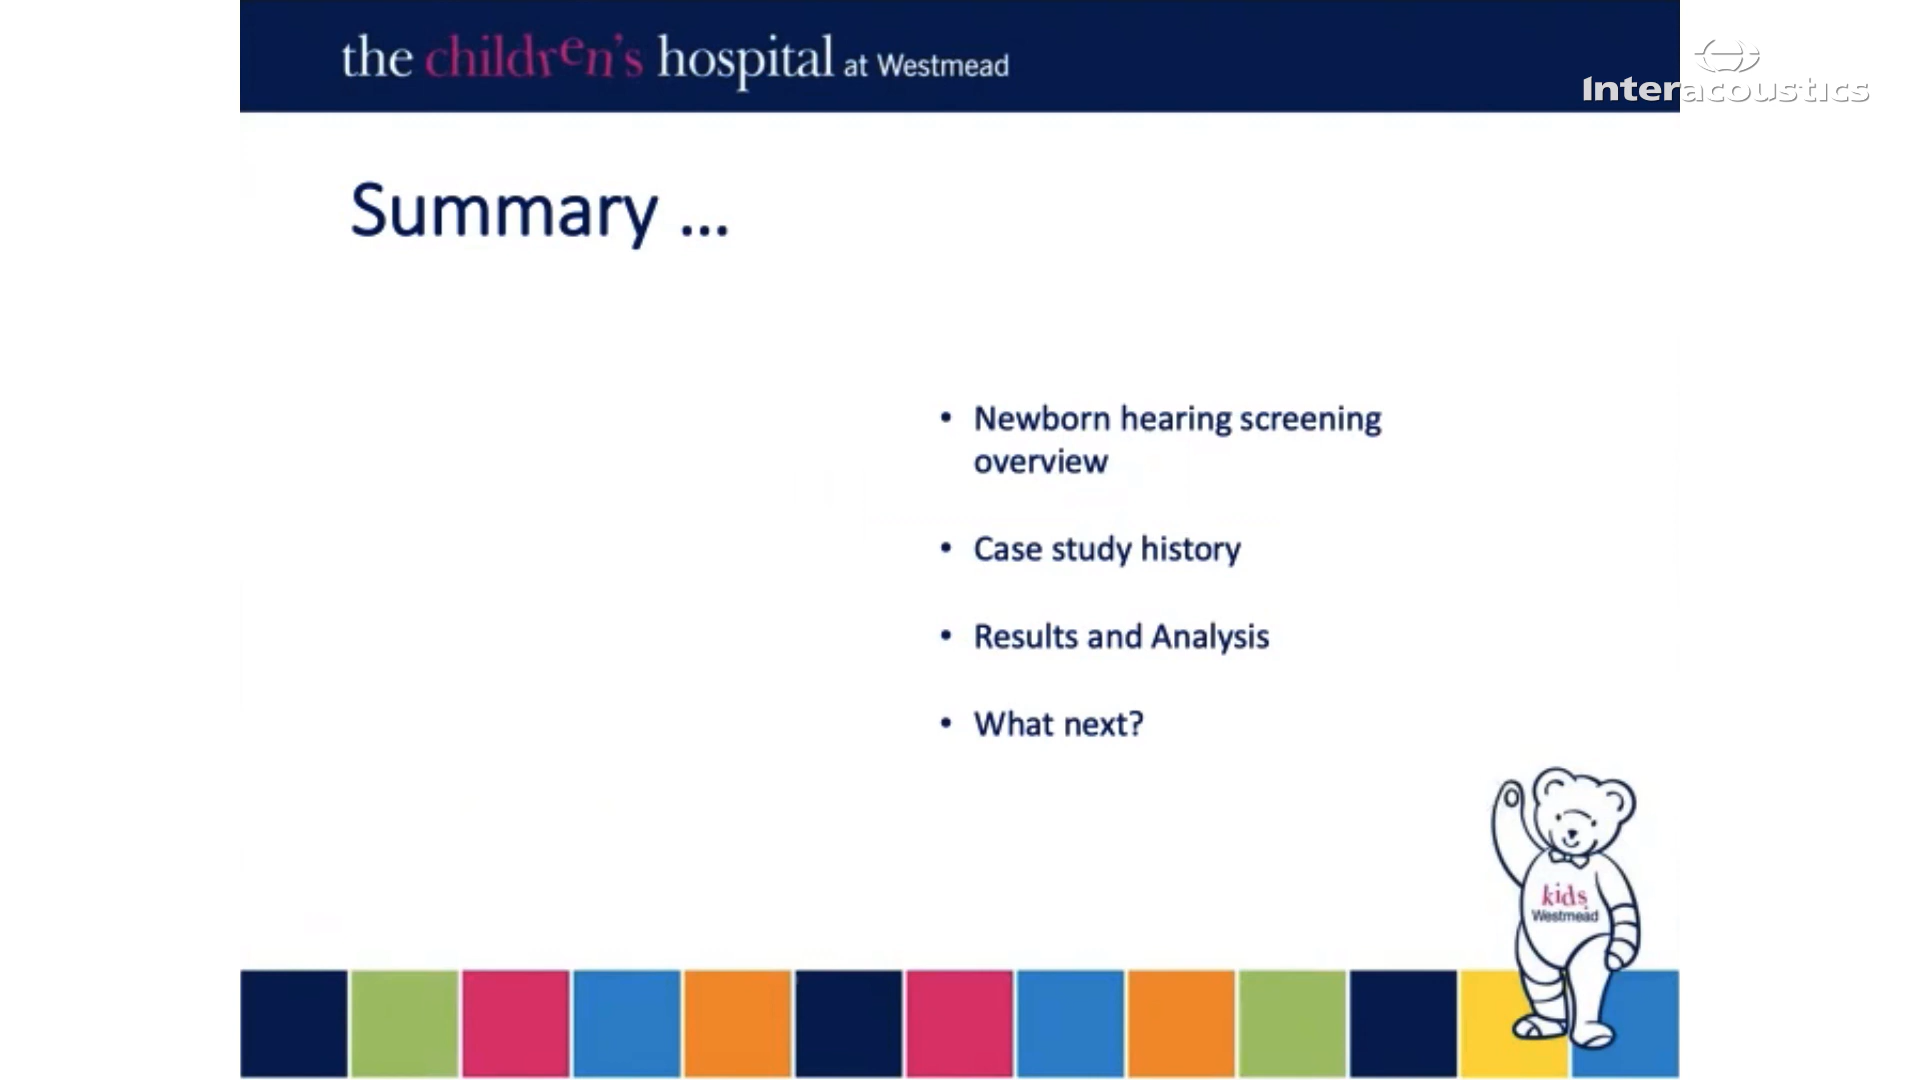 the children's hospital at Westmead
Interacoustics
Summary ...
• Newborn hearing screening
overview
• Case study history
• Results and Analysis
• What next?
kids
Westmead